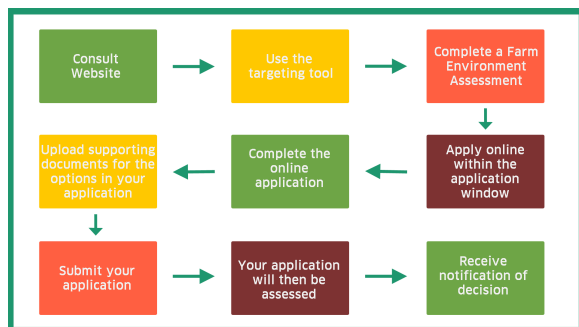 Consult
Website
Use the
targeting tool
Complete a Farm
Environment
Assessment
Apply online
within the
application
window
Complete the
online
application
Upload supporting
documents for the
options in your
application
Submit your
application
Your application
will then be
assessed
Receive
notification of
decision